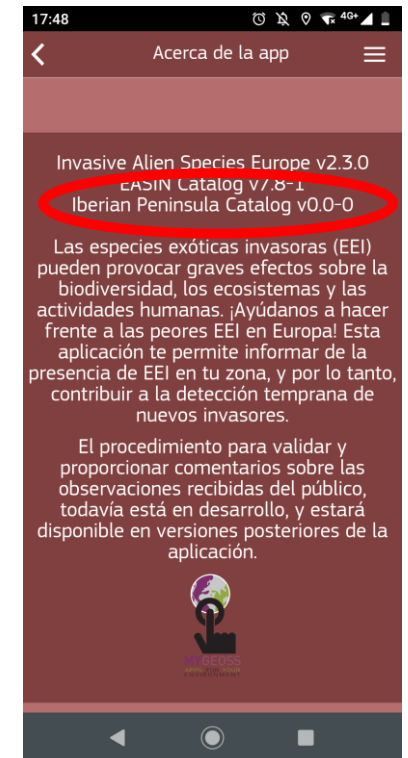 17:48
4G+
Acerca de la app
Invasive Alien Species Europe v2.3.0
EASIN Catalog v7.8-1
Iberian Peninsula Catalog v0.0-0
Las especies exóticas invasoras (EEI)
pueden provocar graves efectos sobre la
biodiversidad, los ecosistemas y las
actividades humanas. ¡Ayúdanos a hacer
frente a las peores EEI en Europa! Esta
aplicación te permite informar de la
presencia de EEI en tu zona, y por lo tanto,
contribuir a la detección temprana de
nuevos invasores.
El procedimiento para validar y
proporcionar comentarios sobre las
observaciones recibidas del público,
todavía está en desarrollo, y estará
disponible en versiones posteriores de la
aplicación.
MYGEOSS
ENVIRONMENT